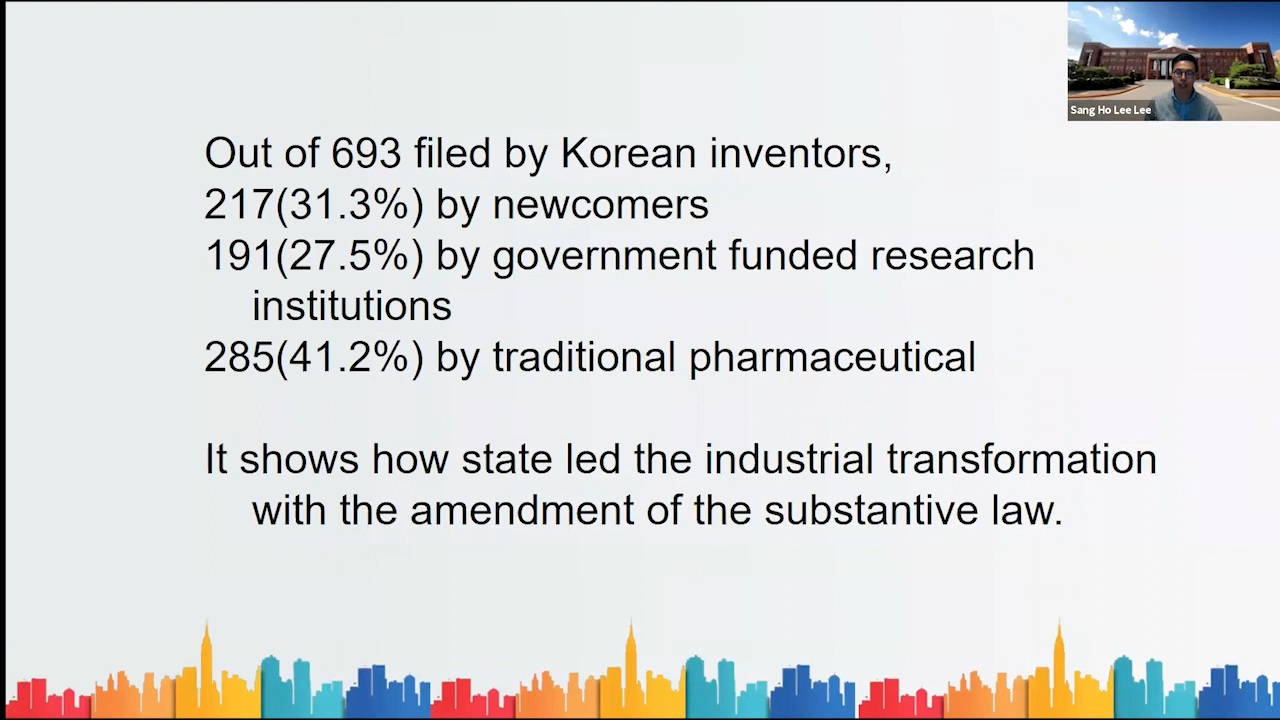 Sang Ho Lee Lee
Out of 693 filed by Korean inventors,
217(31.3%) by newcomers
191(27.5%) by government funded research
institutions
285(41.2%) by traditional pharmaceutical
It shows how state led the industrial transformation
with the amendment of the substantive law.